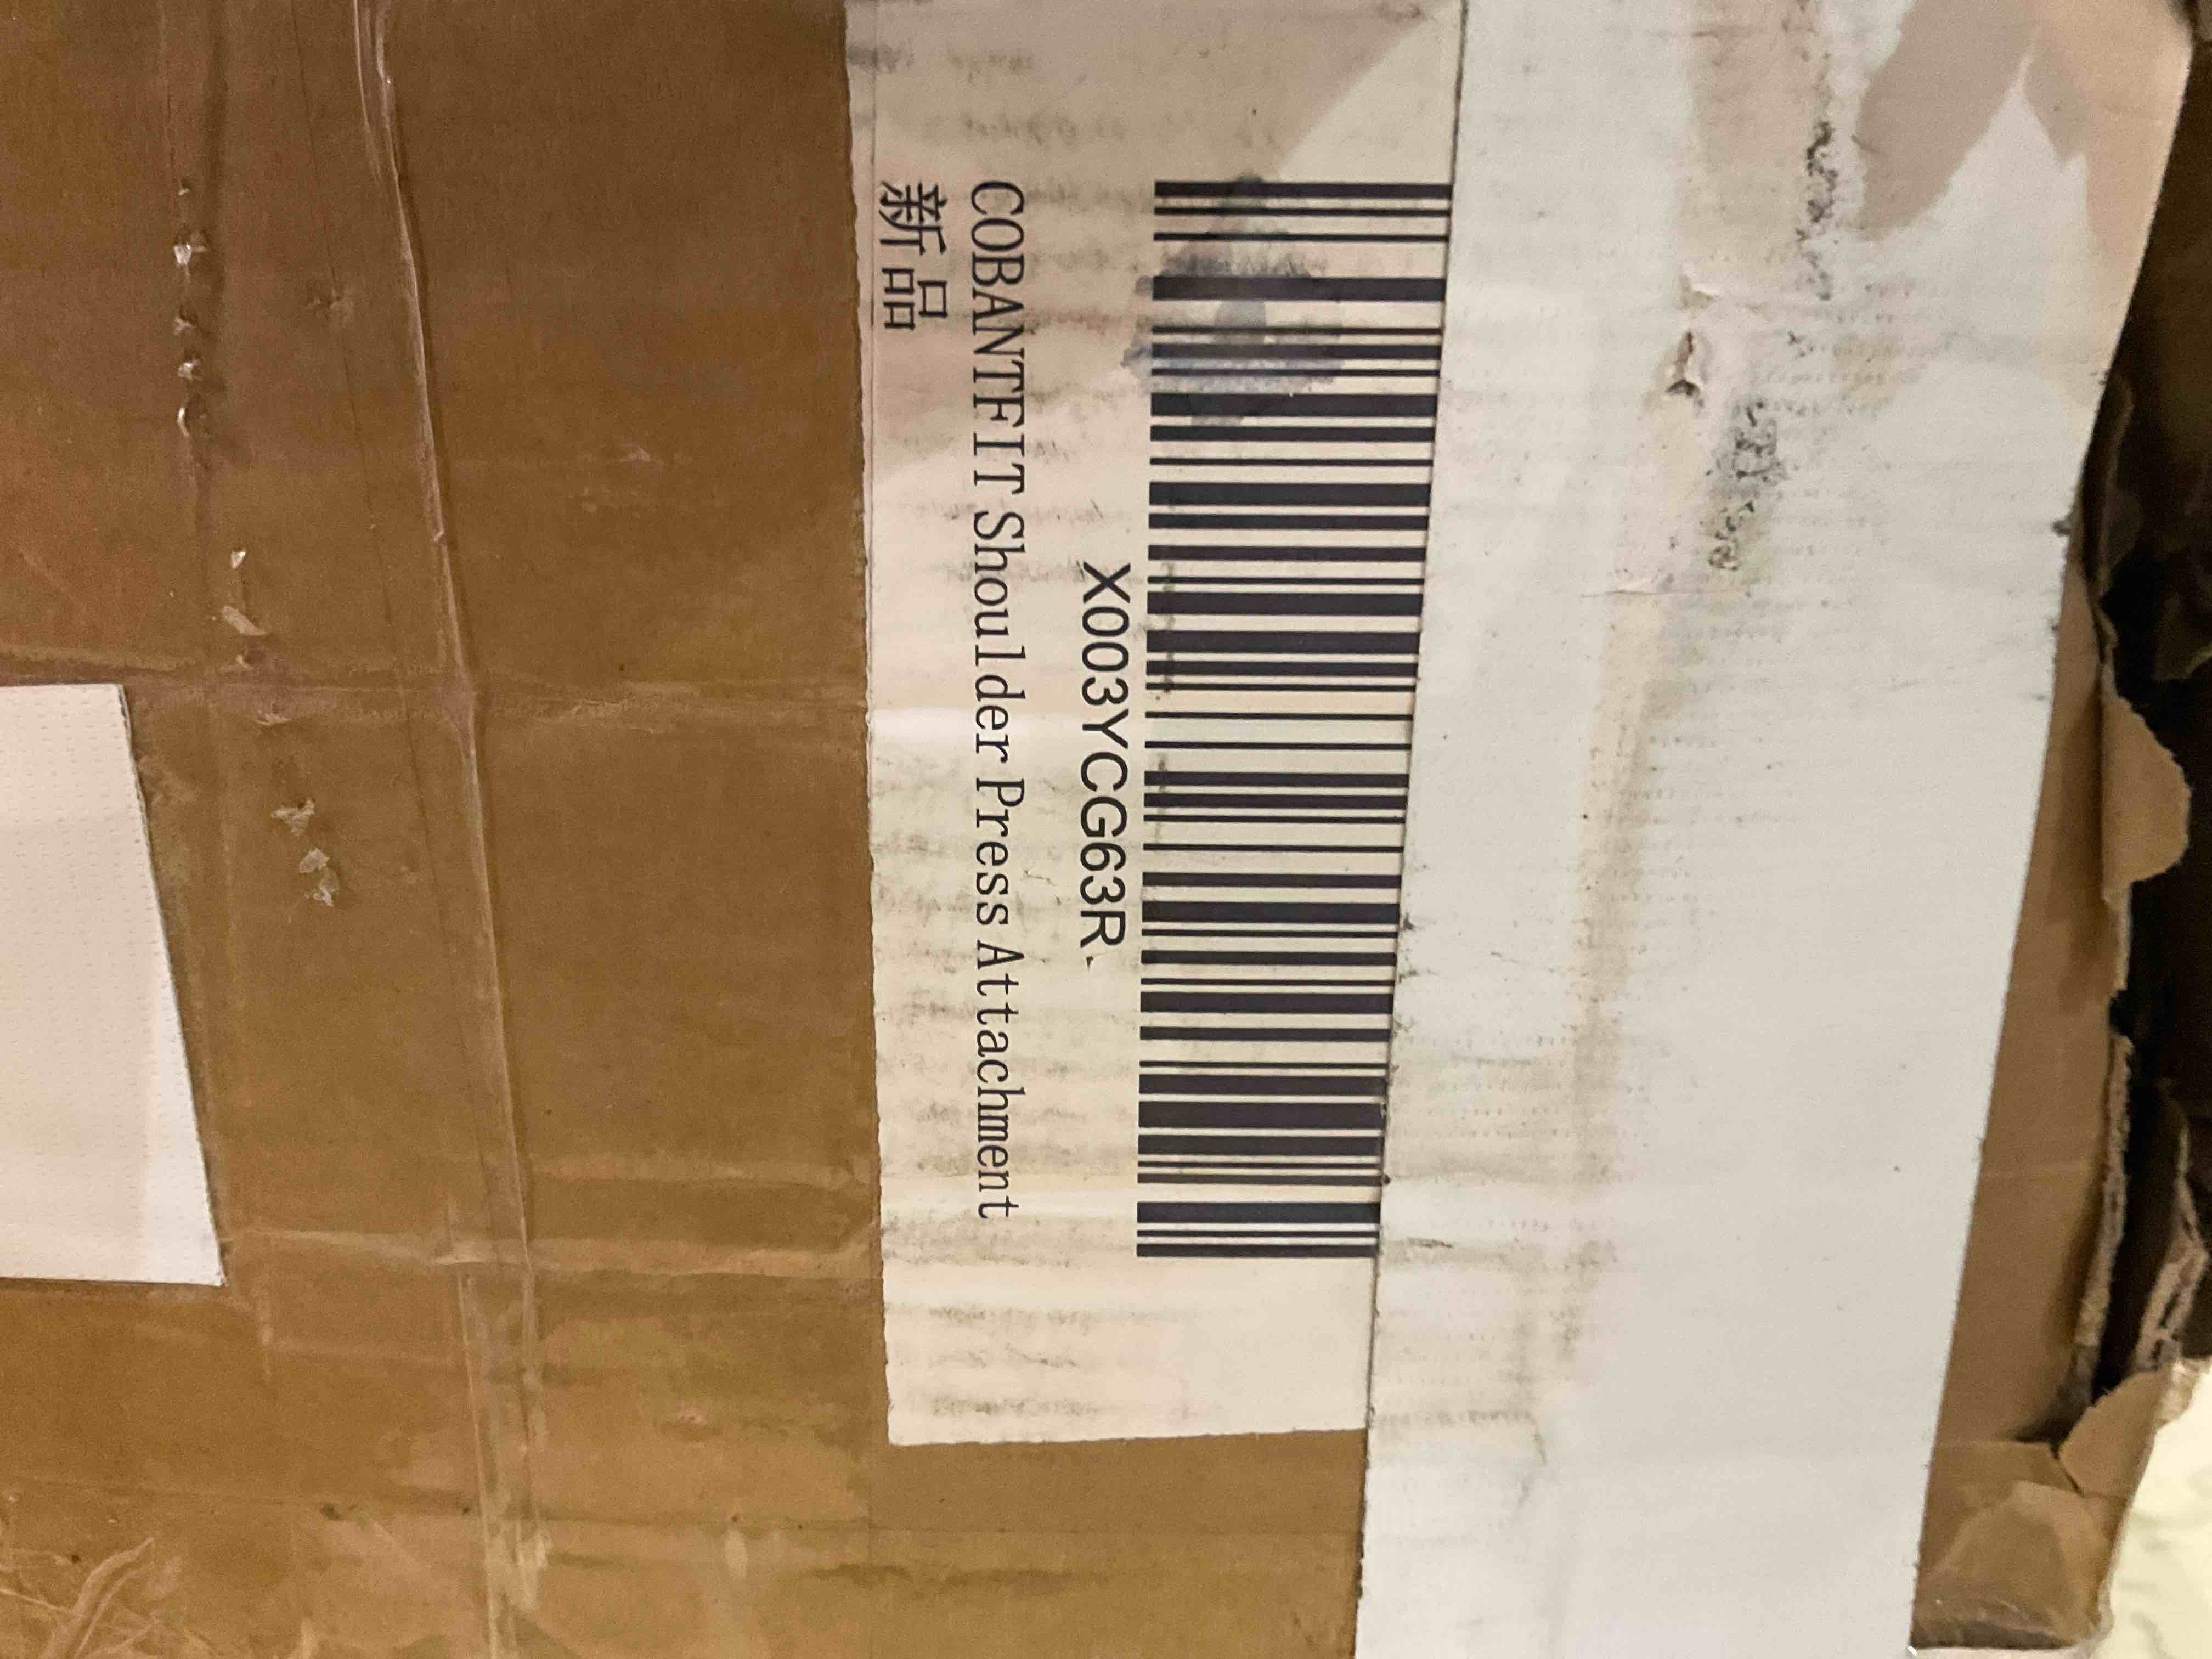 X003YCG63R
COBANTFIT Shoulder Press Attachment
新品